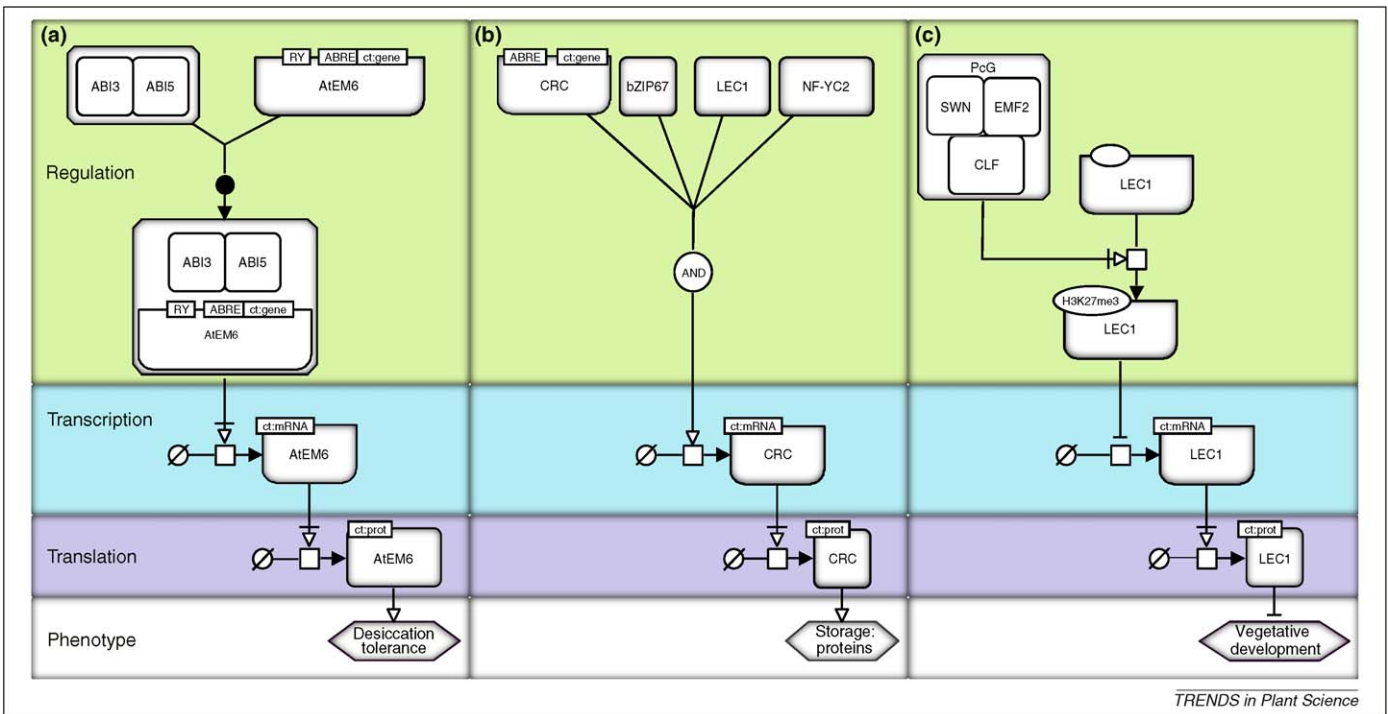 (a)
ABI3
ABI5
RY
ABRE
ct:gene
AtEM6
Regulation
ABI3
ABI5
RY
ABRE
ct:gene
AtEM6
Transcription
ct:mRNA
AtEM6
Translation
ct:prot
AtEM6
Phenotype
Desiccation
tolerance
(b)
ABRE
ct:gene
CRC
bZIP67
LEC1
NF-YC2
AND
ct:mRNA
CRC
ct:prot
CRC
Storage:
proteins
(c)
PcG
SWN
EMF2
CLF
LEC1
H3K27me3
LEC1
ct:mRNA
LEC1
ct:prot
LEC1
Vegetative
development
TRENDS in Plant Science